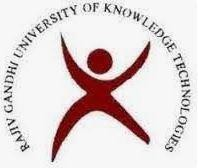 RAJIV GANDHI UNIVERSITY OF KNOWLEDGE TECHNOLOGIES